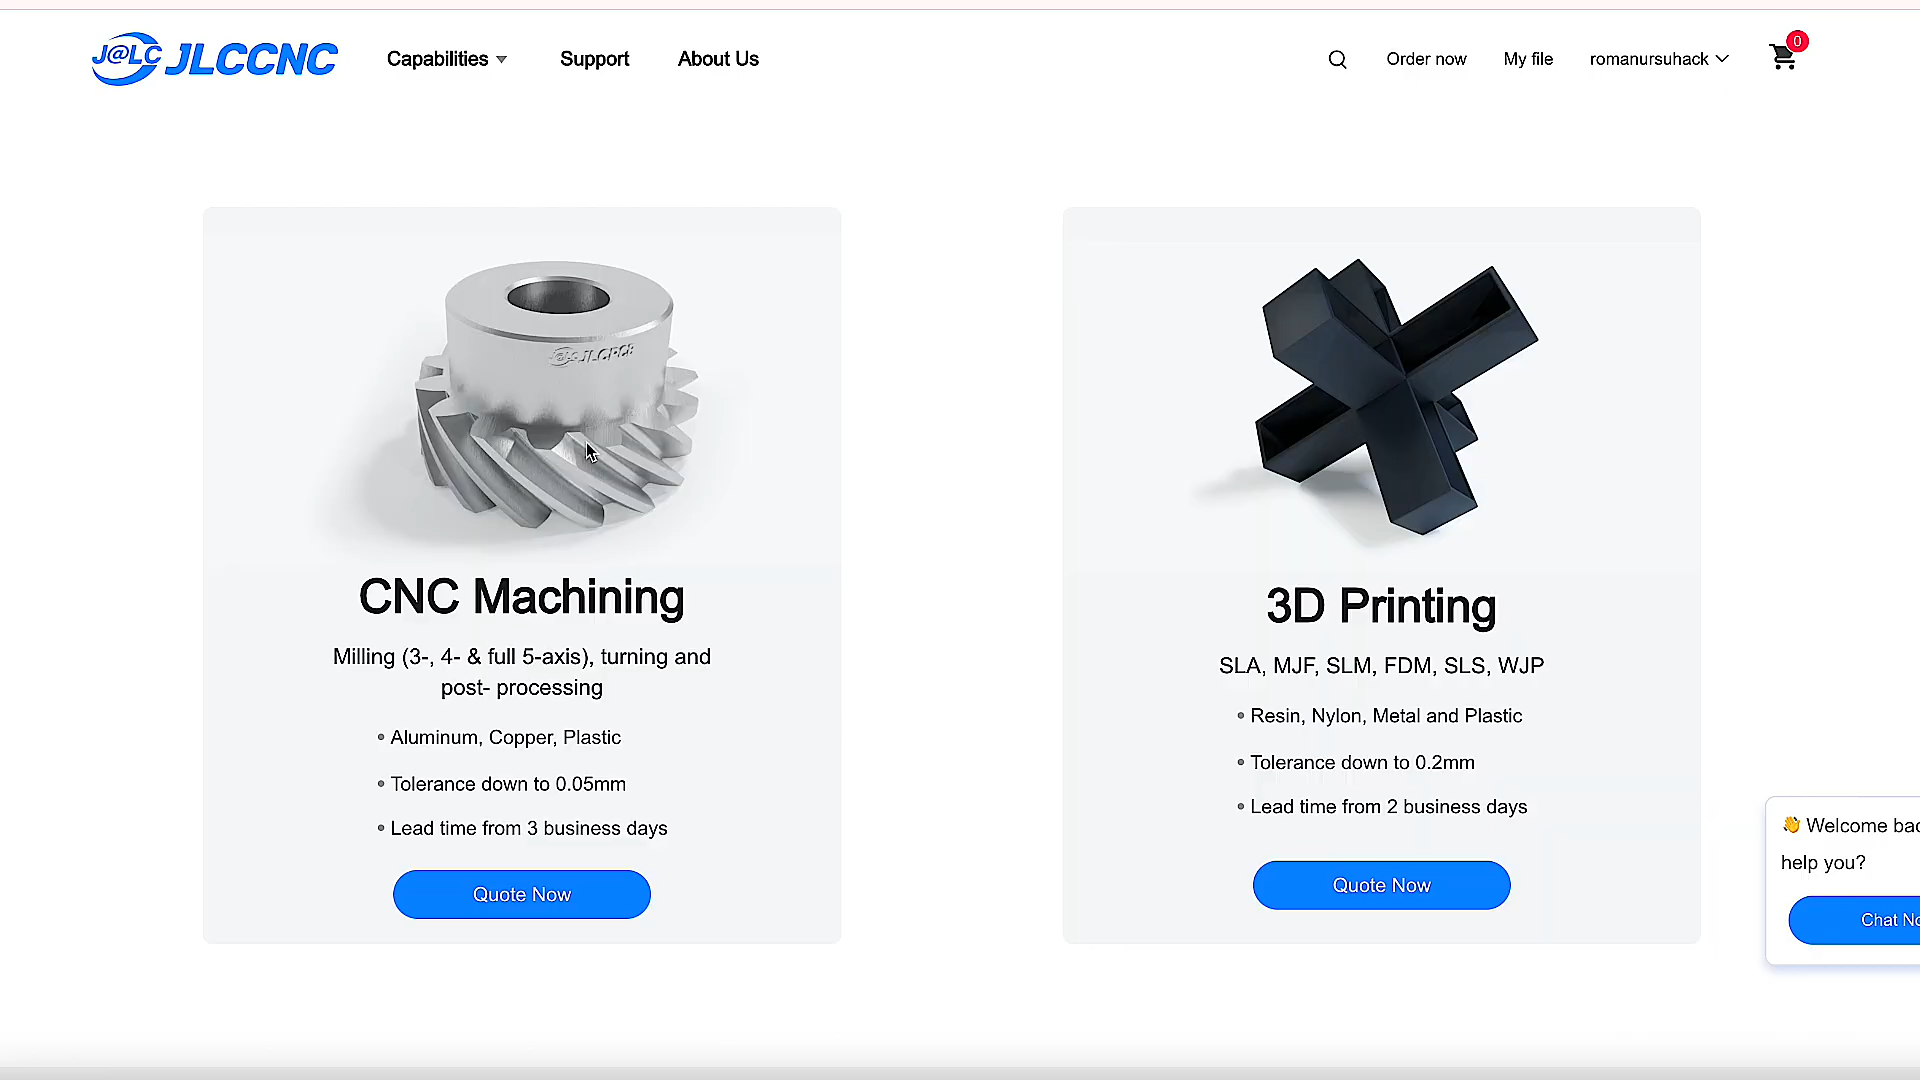 J@LC JLCCNC
Capabilities
Support
About Us
Order now
My file
romanursuhack
0
J@LC JLCPCB
CNC Machining
Milling (3-, 4- & full 5-axis), turning and
post- processing
• Aluminum, Copper, Plastic
• Tolerance down to 0.05mm
• Lead time from 3 business days
Quote Now
3D Printing
SLA, MJF, SLM, FDM, SLS, WJP
• Resin, Nylon, Metal and Plastic
• Tolerance down to 0.2mm
• Lead time from 2 business days
Quote Now
👋 Welcome bac
help you?
Chat No